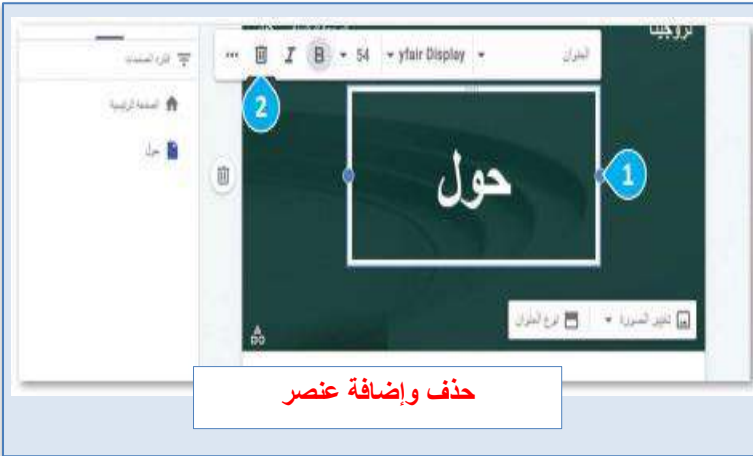 العنوان
yfair Display
54
B
I
2
الصفحة الرئيسية
حول
حول
1
تغيير الصورة
نوع العنوان
حذف وإضافة عنصر